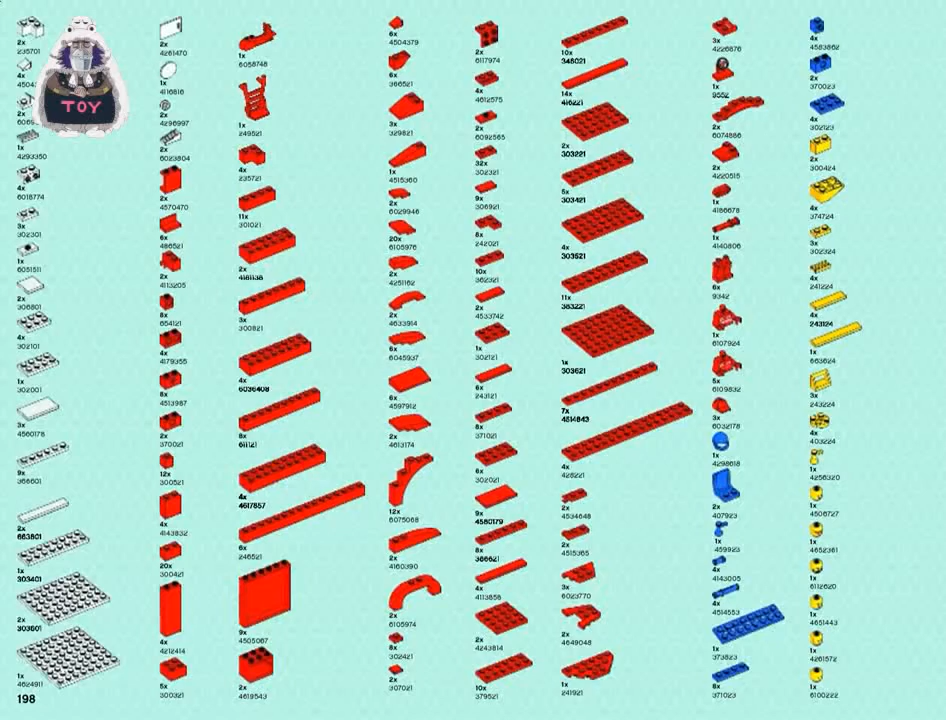 TOY
2x
235701
4x
2x
1x
4293350
4x
6018774
3x
302301
1x
6051511
2x
306801
4x
302101
1x
302001
3x
4560178
9x
366601
2x
663601
1x
303401
2x
303601
1x
4624911
198
2x
4261470
1x
4116816
2x
4296997
2x
6023804
2x
4570470
6x
486521
2x
4113205
8x
654121
4x
4179355
8x
4513987
2x
370021
12x
300521
4x
4143832
20x
300421
4x
4212414
5x
300321
1x
6058748
1x
249521
4x
235721
11x
301021
2x
4181138
3x
300821
4x
6036408
8x
611121
4x
4617857
6x
246521
9x
4505067
2x
4619543
6x
4504379
6x
366521
3x
329821
1x
4515360
2x
6029946
20x
6105976
2x
4251162
2x
4633914
6x
6045937
6x
4597912
2x
4613174
12x
6075068
2x
4160390
2x
6105974
8x
302421
2x
307021
2x
6117974
4x
4612575
2x
6092565
32x
302321
9x
306921
8x
242021
10x
362321
2x
4533742
1x
302121
6x
243121
8x
371021
6x
302021
9x
4580179
8x
366621
4x
4113858
2x
4243814
10x
379521
10x
346021
14x
416221
2x
303221
5x
303421
4x
303521
11x
383221
1x
303621
7x
4514843
4x
428221
2x
4534648
2x
4515365
3x
6023770
2x
4649048
1x
241921
3x
4226876
1x
9552
2x
6074886
2x
4220515
1x
4186678
1x
4140806
6x
9342
1x
6107924
5x
6109832
3x
6032178
1x
4298618
2x
407923
1x
459923
4x
4143005
4x
4514553
1x
373823
8x
371023
4x
4583862
2x
370023
4x
302123
2x
300424
4x
374724
3x
302324
4x
241224
4x
243124
1x
663624
3x
243224
4x
403224
1x
4256320
1x
4506727
1x
4652361
1x
6112620
1x
4651443
1x
4261572
1x
6100222